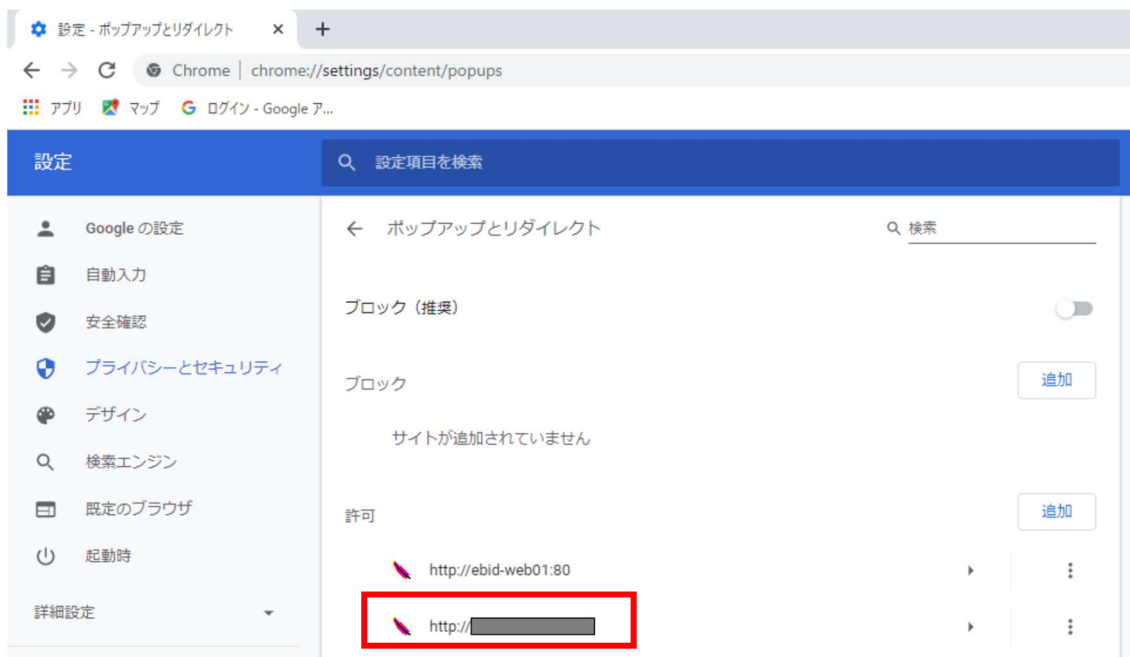 設定 - ポップアップとリダイレクト
Chrome | chrome://settings/content/popups
アプリ マップ ログイン - Google ア...
設定
設定項目を検索
Google の設定
自動入力
安全確認
プライバシーとセキュリティ
デザイン
検索エンジン
既定のブラウザ
起動時
詳細設定
ポップアップとリダイレクト
検索
ブロック（推奨）
ブロック
追加
サイトが追加されていません
許可
追加
http://ebid-web01:80
http://